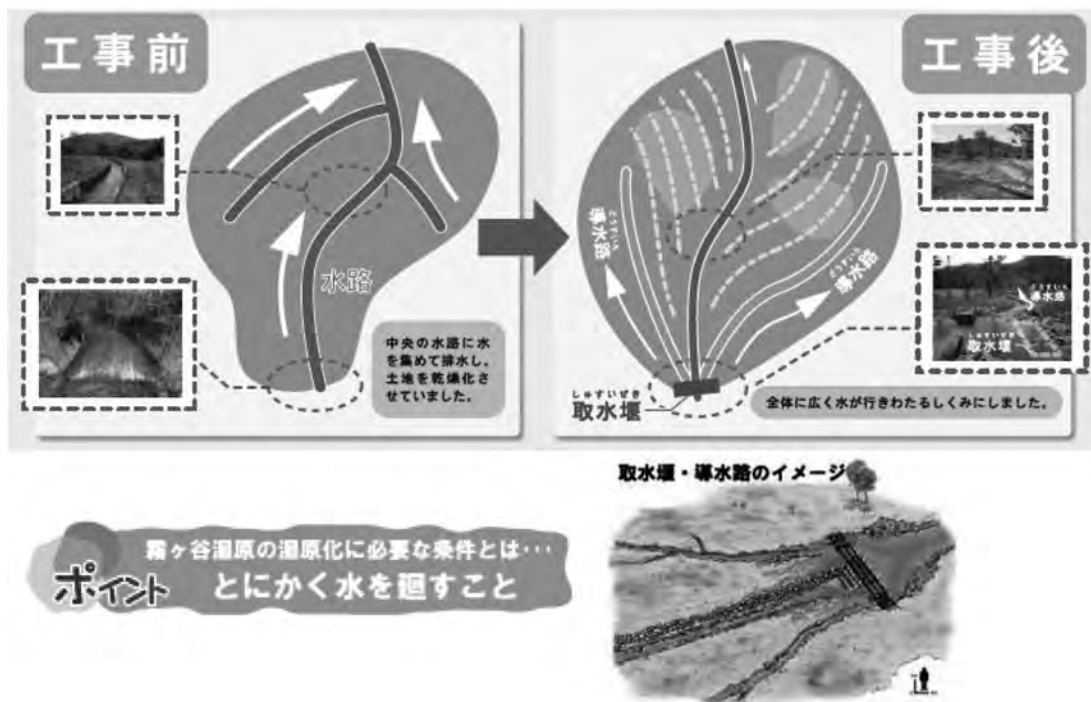 工事前
水路
中央の水路に水
を集めて排水し、
土地を乾燥化さ
せていました。
工事後
どうすいろ
導水路
どうすいろ
導水路
どうすいろ
導水路
しゅすいぜき
取水堰
しゅすいぜき
取水堰
全体に広く水が行きわたるしくみにしました。
取水堰・導水路のイメージ
霧ヶ谷湿原の湿原化に必要な条件とは・・・
ポイント
とにかく水を廻すこと